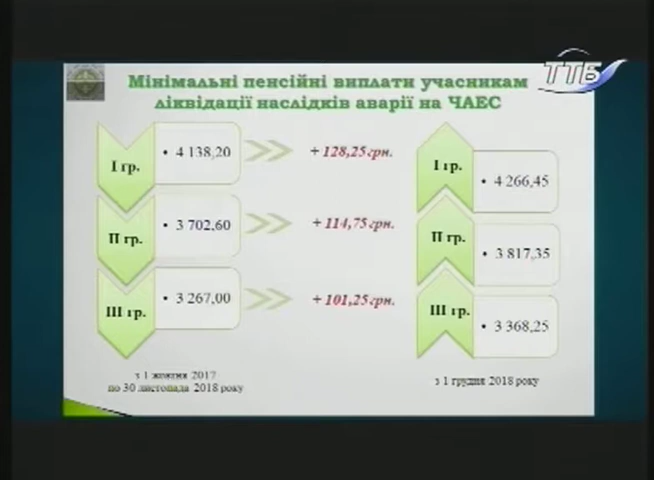 Мінімальні пенсійні виплати учасникам
ліквідації наслідків аварії на ЧАЕС
ТТБ
І гр.
• 4 138,20
+ 128,25 грн.
І гр.
• 4 266,45
ІІ гр.
• 3 702,60
+ 114,75 грн.
ІІ гр.
• 3 817,35
ІІІ гр.
• 3 267,00
+ 101,25 грн.
ІІІ гр.
• 3 368,25
з 1 жовтня 2017
по 30 листопада 2018 року
з 1 грудня 2018 року